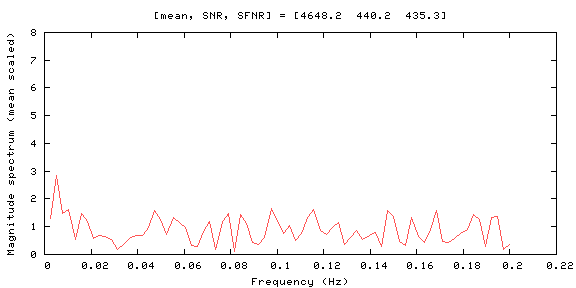 [mean, SNR, SFNR] = [4648.2 440.2 435.3]
Magnitude spectrum (mean scaled)
8
7
6
5
4
3
2
1
0
0 0.02 0.04 0.06 0.08 0.1 0.12 0.14 0.16 0.18 0.2 0.22
Frequency (Hz)